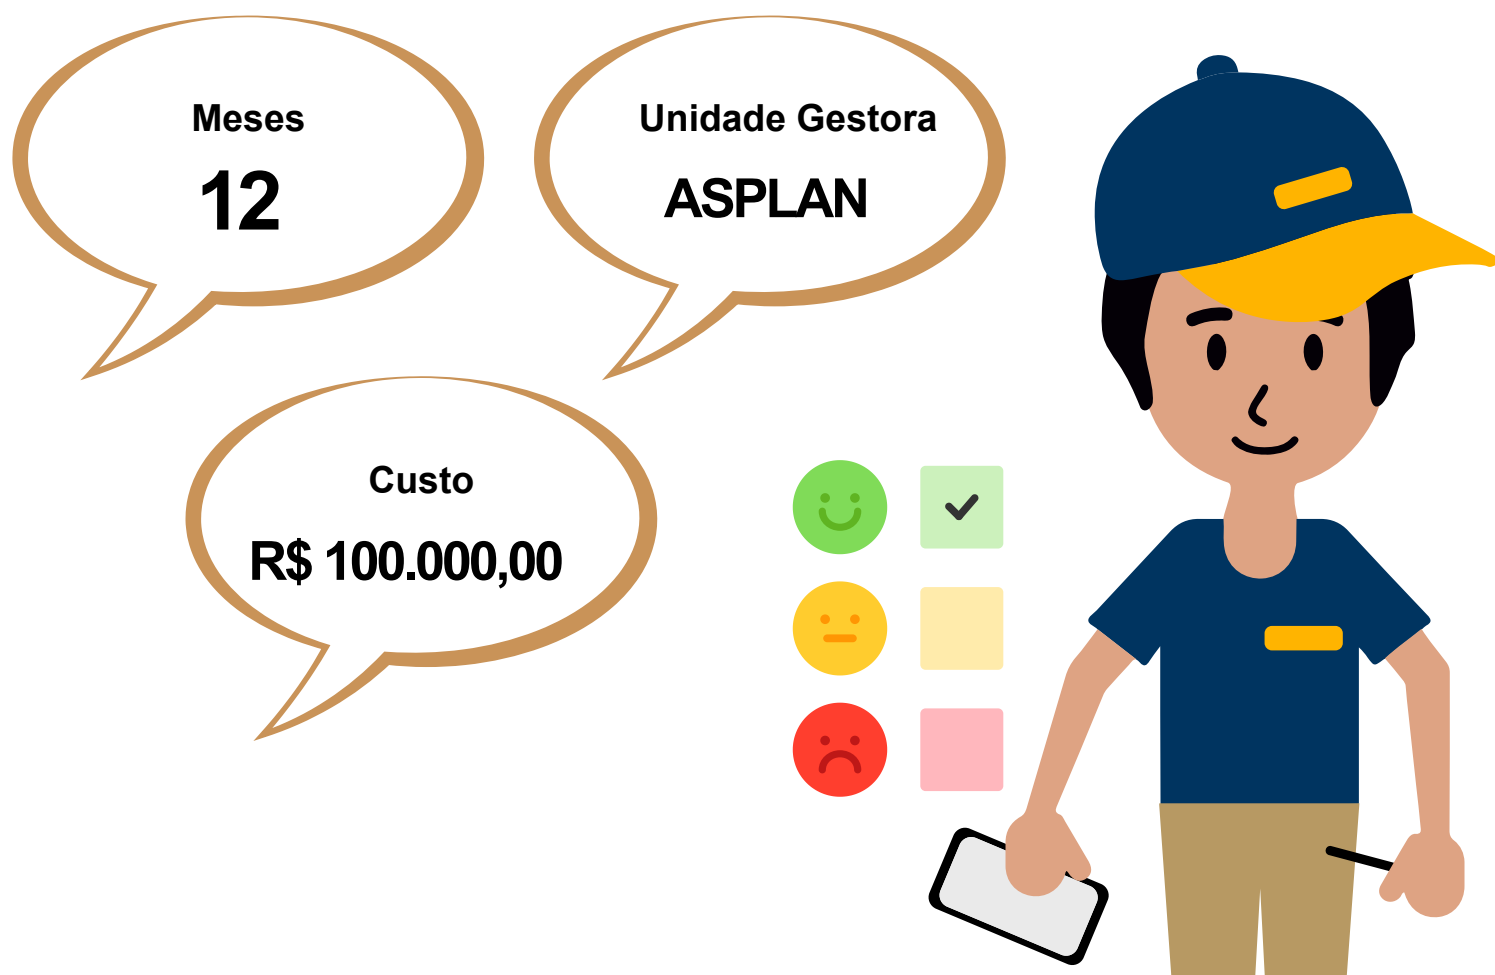 Meses
12
Unidade Gestora
ASPLAN
Custo
R$ 100.000,00